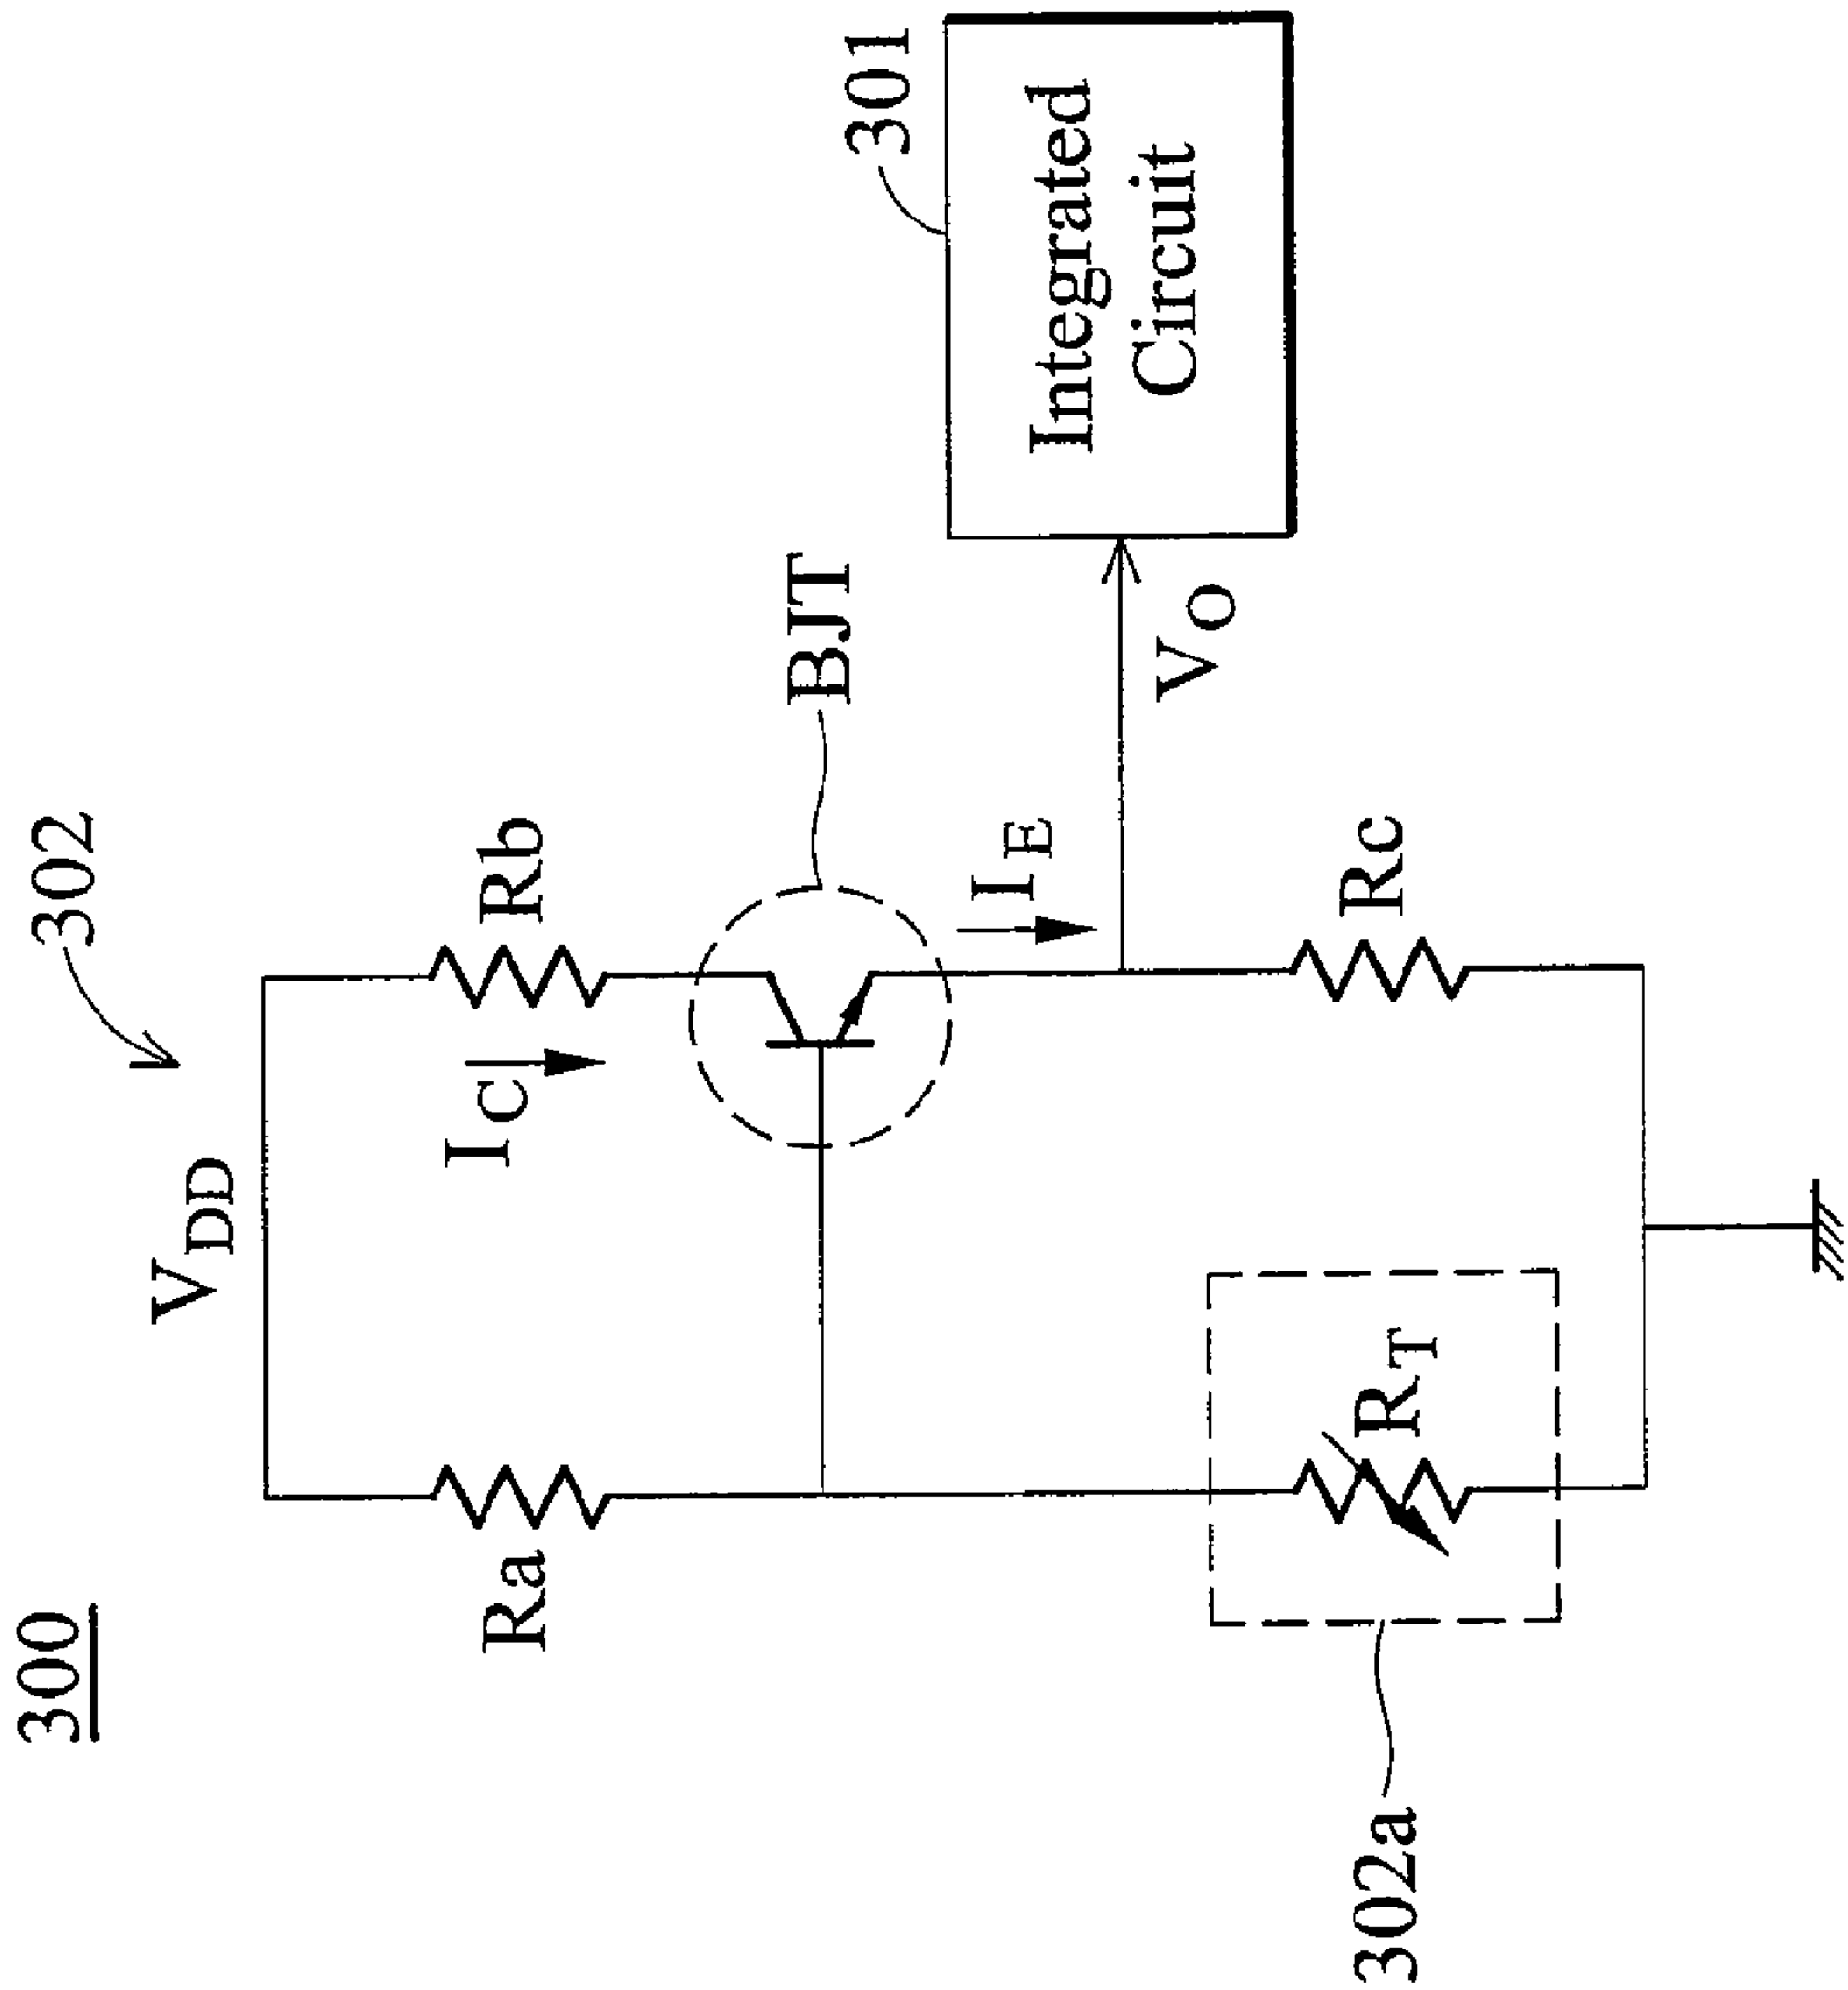 300
302
V_DD
Ra
Rb
I_C
BJT
I_E
301
Integrated
Circuit
V_O
Rc
R_T
302a